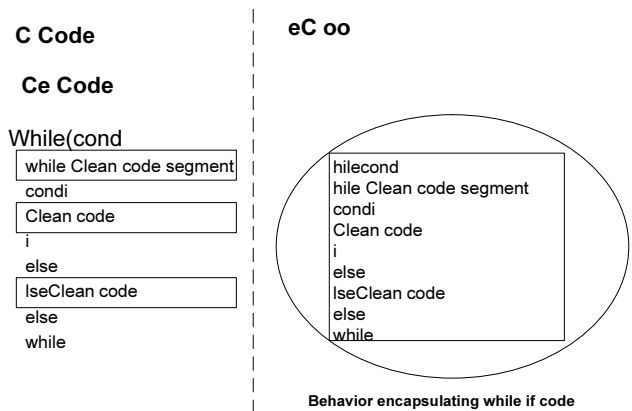 C Code
Ce Code
While(cond
while Clean code segment
condi
Clean code
i
else
lseClean code
else
while
eC oo
hilecond
hile Clean code segment
condi
Clean code
i
else
lseClean code
else
while
Behavior encapsulating while if code